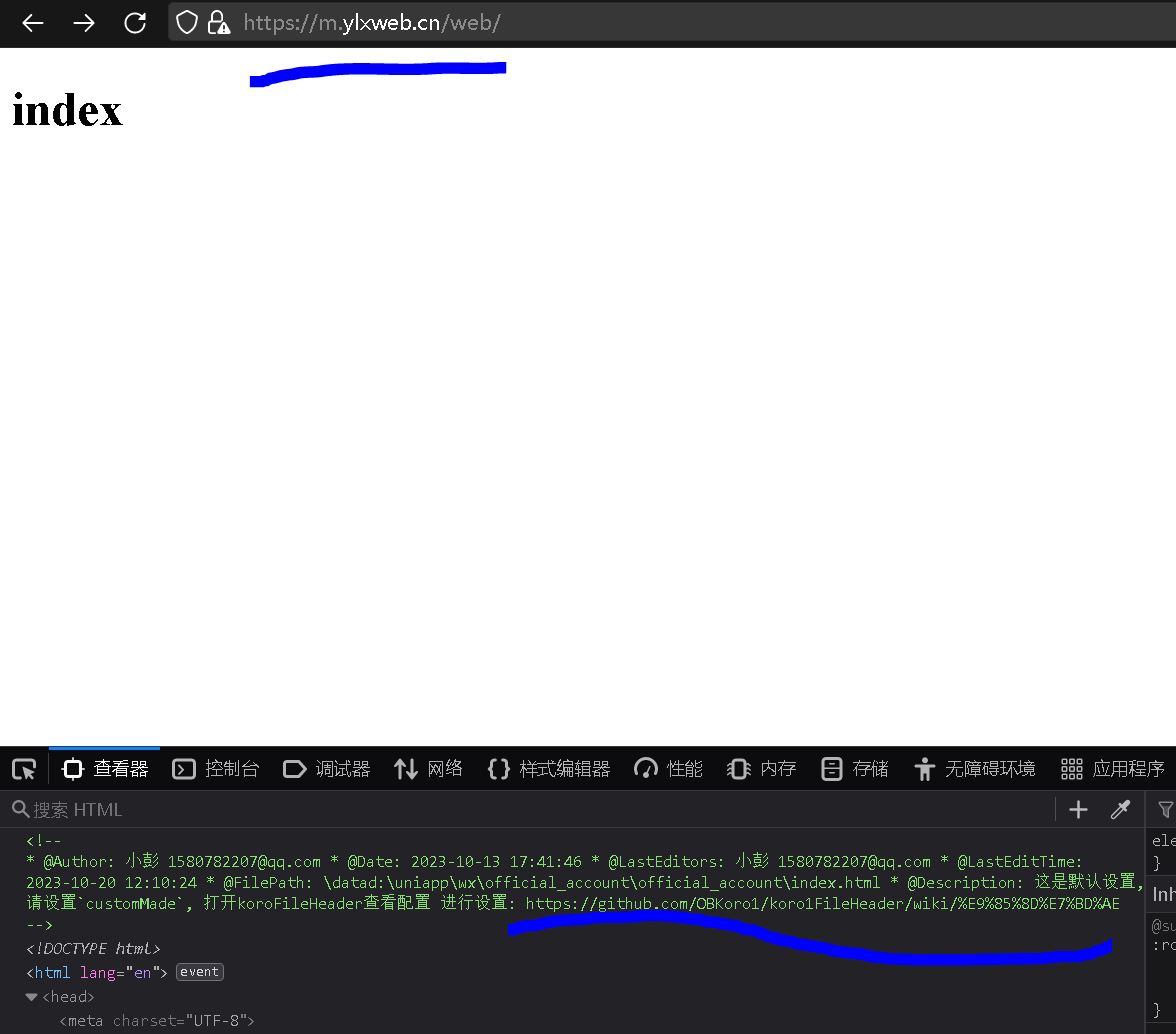 https://m.ylxweb.cn/web/
index
查看器 控制台 调试器 网络 样式编辑器 性能 内存 存储 无障碍环境 应用程序
搜索 HTML
<!--
* @Author: 小彭 1580782207@qq.com * @Date: 2023-10-13 17:41:46 * @LastEditors: 小彭 1580782207@qq.com * @LastEditTime:
2023-10-20 12:10:24 * @FilePath: \datad:\uniapp\wx\official_account\official_account\index.html * @Description: 这是默认设置,
请设置`customMade`, 打开koroFileHeader查看配置 进行设置: https://github.com/OBKoro1/koro1FileHeader/wiki/%E9%85%8D%E7%BD%AE
-->
<!DOCTYPE html>
<html lang="en"> event
<head>
<meta charset="UTF-8">
ele
}
Inh
@su
:ro
}